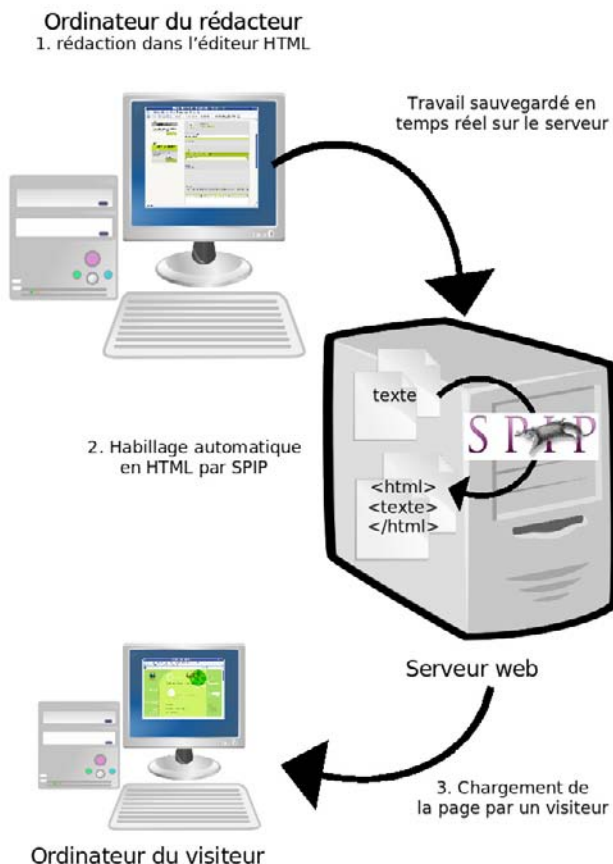 Ordinateur du rédacteur
1. rédaction dans l'éditeur HTML
Travail sauvegardé en
temps réel sur le serveur
texte
SPIP
2. Habillage automatique
en HTML par SPIP
<html>
<texte>
</html>
Serveur web
3. Chargement de
la page par un visiteur
Ordinateur du visiteur